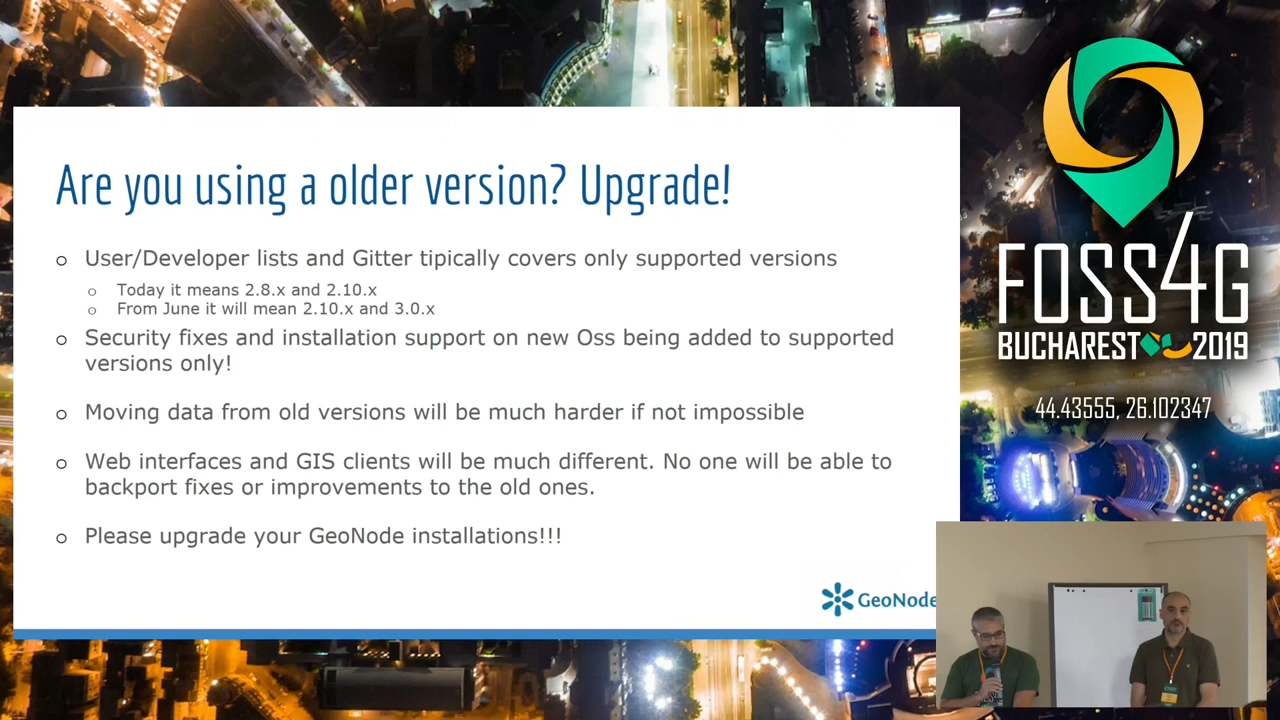 Are you using a older version? Upgrade!
User/Developer lists and Gitter tipically covers only supported versions
Today it means 2.8.x and 2.10.x
From June it will mean 2.10.x and 3.0.x
Security fixes and installation support on new Oss being added to supported
versions only!
Moving data from old versions will be much harder if not impossible
Web interfaces and GIS clients will be much different. No one will be able to
backport fixes or improvements to the old ones.
Please upgrade your GeoNode installations!!!
GeoNode
FOSS4G
BUCHAREST 2019
44.43555, 26.102347